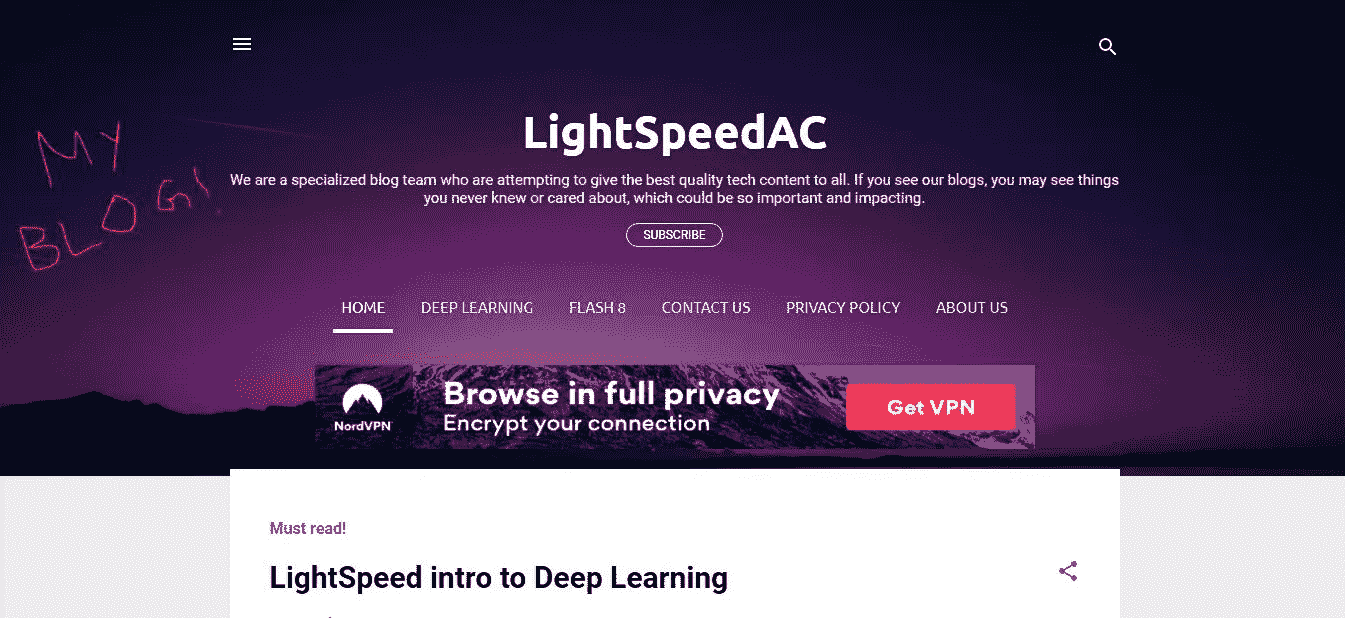 LightSpeedAC
MY
BLOG!
We are a specialized blog team who are attempting to give the best quality tech content to all. If you see our blogs, you may see things
you never knew or cared about, which could be so important and impacting.
SUBSCRIBE
HOME DEEP LEARNING FLASH 8 CONTACT US PRIVACY POLICY ABOUT US
NordVPN
Browse in full privacy
Encrypt your connection
Get VPN
Must read!
LightSpeed intro to Deep Learning